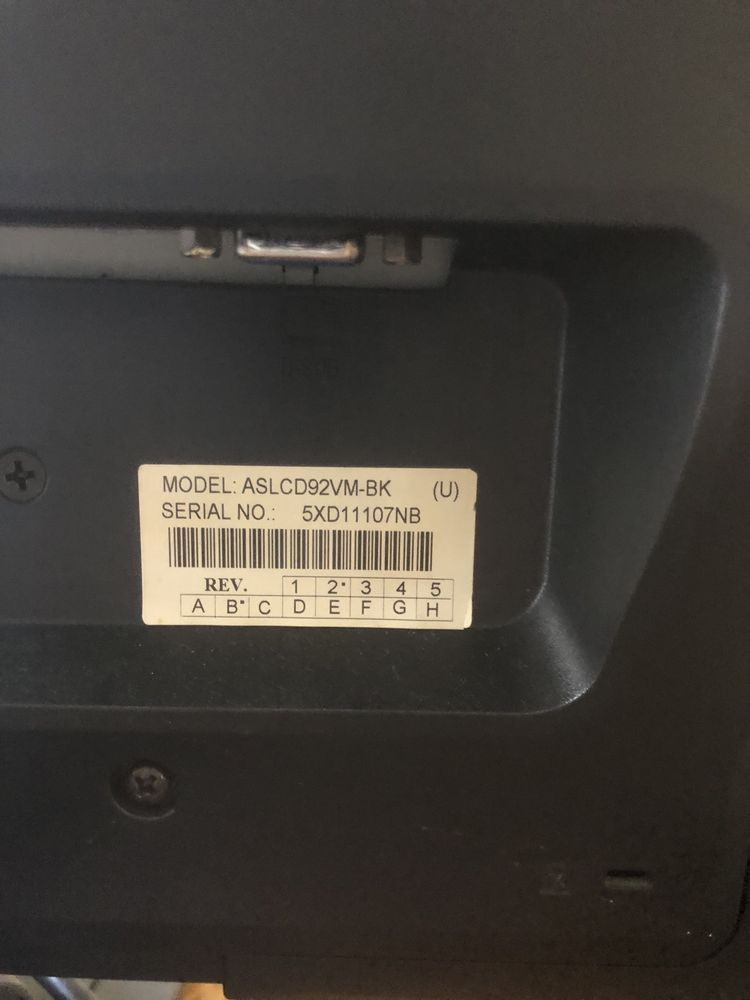 MODEL: ASLCD92VM-BK (U)
SERIAL NO.: 5XD11107NB
REV. 1 2 3 4 5
A B C D E F G H